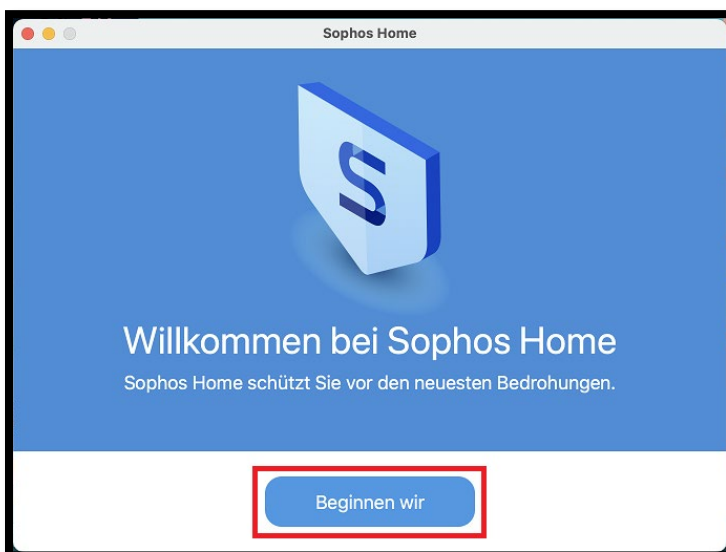 Sophos Home
S
Willkommen bei Sophos Home
Sophos Home schützt Sie vor den neuesten Bedrohungen.
Beginnen wir